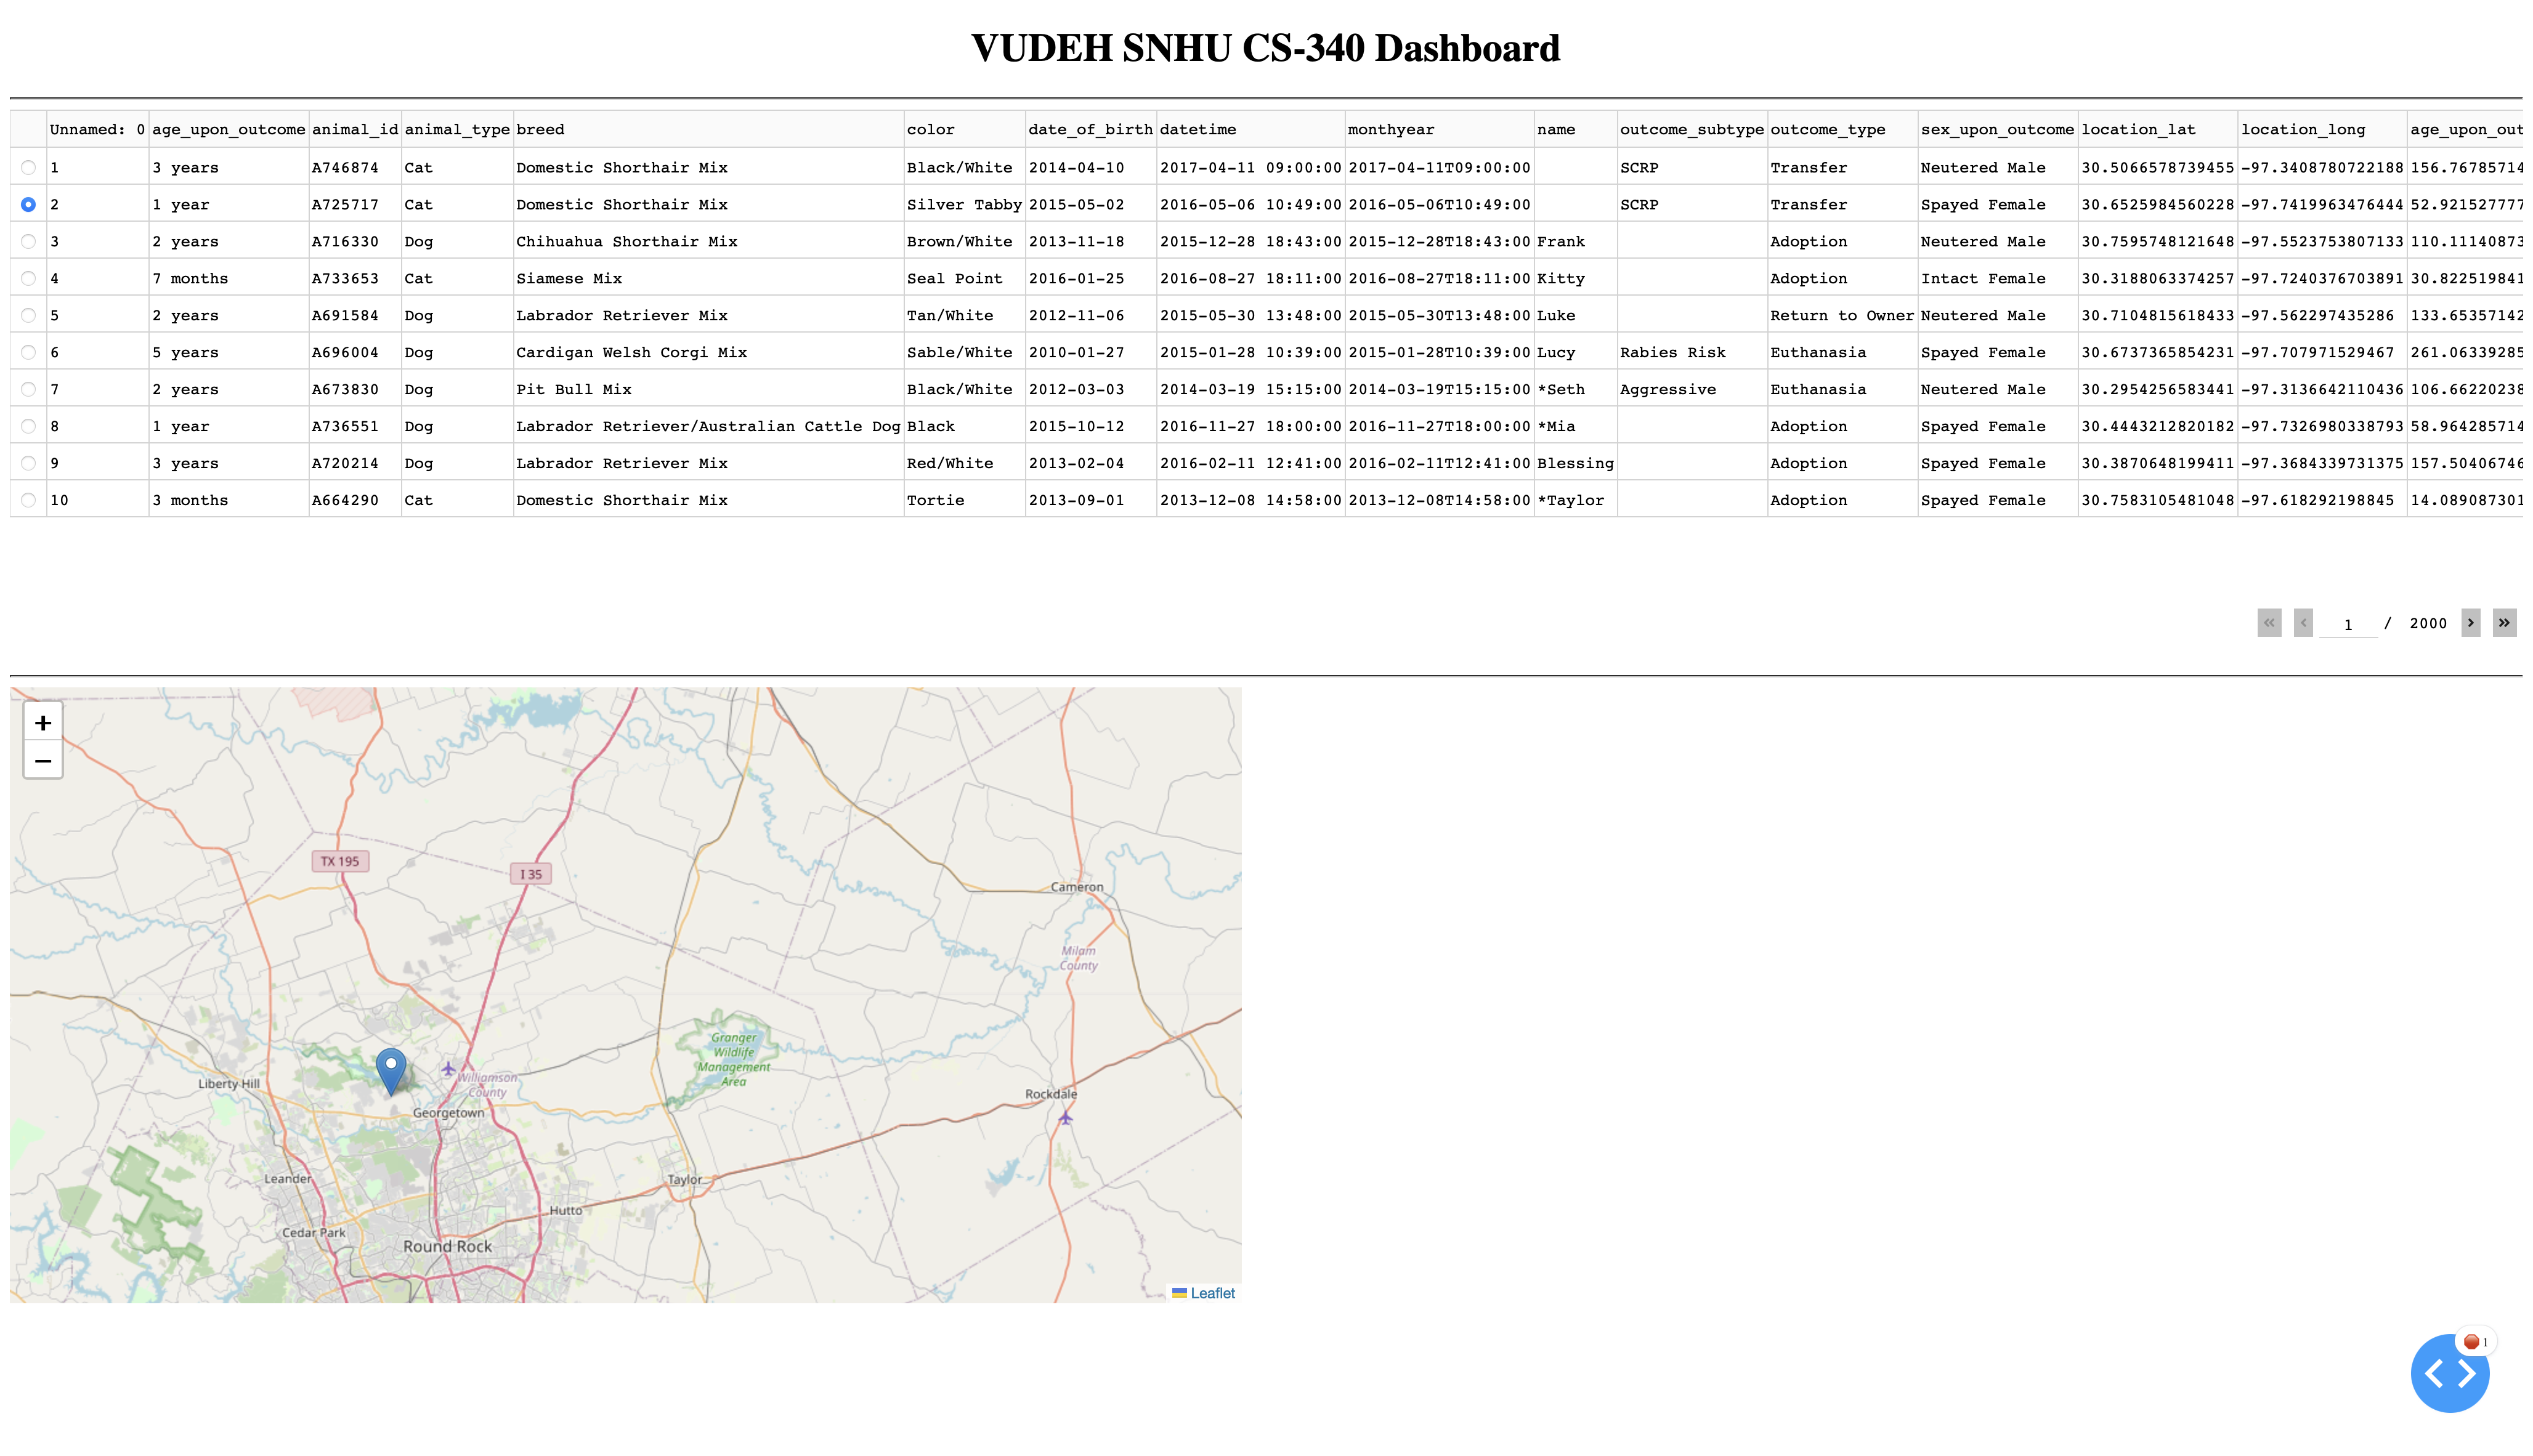 VUDEH SNHU CS-340 Dashboard
Unnamed: 0 age_upon_outcome animal_id animal_type breed color date_of_birth datetime monthyear name outcome_subtype outcome_type sex_upon_outcome location_lat location_long age_upon_out
1 3 years A746874 Cat Domestic Shorthair Mix Black/White 2014-04-10 2017-04-11 09:00:00 2017-04-11T09:00:00 SCRP Transfer Neutered Male 30.5066578739455 -97.3408780722188 156.76785714
2 1 year A725717 Cat Domestic Shorthair Mix Silver Tabby 2015-05-02 2016-05-06 10:49:00 2016-05-06T10:49:00 SCRP Transfer Spayed Female 30.6525984560228 -97.7419963476444 52.921527777
3 2 years A716330 Dog Chihuahua Shorthair Mix Brown/White 2013-11-18 2015-12-28 18:43:00 2015-12-28T18:43:00 Frank Adoption Neutered Male 30.7595748121648 -97.5523753807133 110.11140873
4 7 months A733653 Cat Siamese Mix Seal Point 2016-01-25 2016-08-27 18:11:00 2016-08-27T18:11:00 Kitty Adoption Intact Female 30.3188063374257 -97.7240376703891 30.822519841
5 2 years A691584 Dog Labrador Retriever Mix Tan/White 2012-11-06 2015-05-30 13:48:00 2015-05-30T13:48:00 Luke Return to Owner Neutered Male 30.7104815618433 -97.562297435286 133.65357142
6 5 years A696004 Dog Cardigan Welsh Corgi Mix Sable/White 2010-01-27 2015-01-28 10:39:00 2015-01-28T10:39:00 Lucy Rabies Risk Euthanasia Spayed Female 30.6737365854231 -97.707971529467 261.06339285
7 2 years A673830 Dog Pit Bull Mix Black/White 2012-03-03 2014-03-19 15:15:00 2014-03-19T15:15:00 *Seth Aggressive Euthanasia Neutered Male 30.2954256583441 -97.3136642110436 106.66220238
8 1 year A736551 Dog Labrador Retriever/Australian Cattle Dog Black 2015-10-12 2016-11-27 18:00:00 2016-11-27T18:00:00 *Mia Adoption Spayed Female 30.4443212820182 -97.7326980338793 58.964285714
9 3 years A720214 Dog Labrador Retriever Mix Red/White 2013-02-04 2016-02-11 12:41:00 2016-02-11T12:41:00 Blessing Adoption Spayed Female 30.3870648199411 -97.3684339731375 157.50406746
10 3 months A664290 Cat Domestic Shorthair Mix Tortie 2013-09-01 2013-12-08 14:58:00 2013-12-08T14:58:00 *Taylor Adoption Spayed Female 30.7583105481048 -97.618292198845 14.089087301
1 / 2000
+
−
TX 195
I 35
Cameron
Milam
County
Granger
Wildlife
Management
Area
Williamson
County
Liberty Hill
Rockdale
Georgetown
Leander
Taylor
Hutto
Cedar Park
Round Rock
Leaflet
1